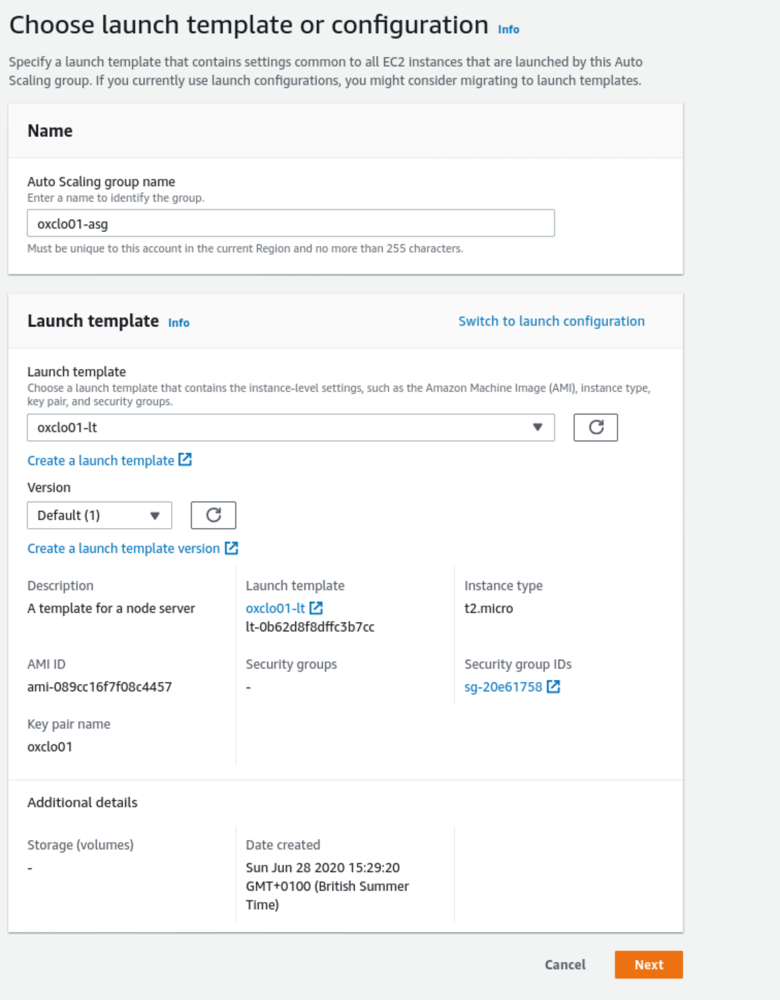 Choose launch template or configuration Info
Specify a launch template that contains settings common to all EC2 instances that are launched by this Auto
Scaling group. If you currently use launch configurations, you might consider migrating to launch templates.
Name
Auto Scaling group name
Enter a name to identify the group.
oxclo01-asg
Must be unique to this account in the current Region and no more than 255 characters.
Launch template Info Switch to launch configuration
Launch template
Choose a launch template that contains the instance-level settings, such as the Amazon Machine Image (AMI), instance type,
key pair, and security groups.
oxclo01-lt
Create a launch template
Version
Default (1)
Create a launch template version
Description Launch template Instance type
A template for a node server oxclo01-lt t2.micro
lt-0b62d8f8dffc3b7cc
AMI ID Security groups Security group IDs
ami-089cc16f7f08c4457 - sg-20e61758
Key pair name
oxclo01
Additional details
Storage (volumes) Date created
- Sun Jun 28 2020 15:29:20
GMT+0100 (British Summer
Time)
Cancel Next